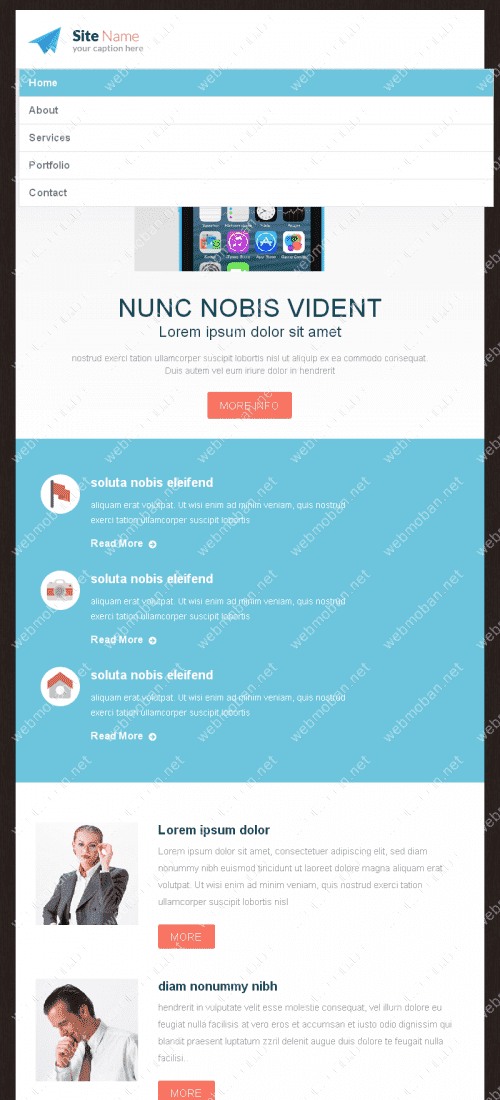 Site Name
your caption here
Home
About
Services
Portfolio
Contact
NUNC NOBIS VIDENT
Lorem ipsum dolor sit amet
nostrud exerci tation ullamcorper suscipit lobortis nisl ut aliquip ex ea commodo consequat.
Duis autem vel eum iriure dolor in hendrerit
MORE INFO
soluta nobis eleifend
aliquam erat volutpat. Ut wisi enim ad minim veniam, quis nostrud
exerci tation ullamcorper suscipit lobortis
Read More
soluta nobis eleifend
aliquam erat volutpat. Ut wisi enim ad minim veniam, quis nostrud
exerci tation ullamcorper suscipit lobortis
Read More
soluta nobis eleifend
aliquam erat volutpat. Ut wisi enim ad minim veniam, quis nostrud
exerci tation ullamcorper suscipit lobortis
Read More
Lorem ipsum dolor
Lorem ipsum dolor sit amet, consectetuer adipiscing elit, sed diam
nonummy nibh euismod tincidunt ut laoreet dolore magna aliquam erat
volutpat. Ut wisi enim ad minim veniam, quis nostrud exerci tation
ullamcorper suscipit lobortis nisl
MORE
diam nonummy nibh
hendrerit in vulputate velit esse molestie consequat, vel illum dolore eu
feugiat nulla facilisis at vero eros et accumsan et iusto odio dignissim qui
blandit praesent luptatum zzril delenit augue duis dolore te feugait nulla
facilisi.
MORE
webmoban.net